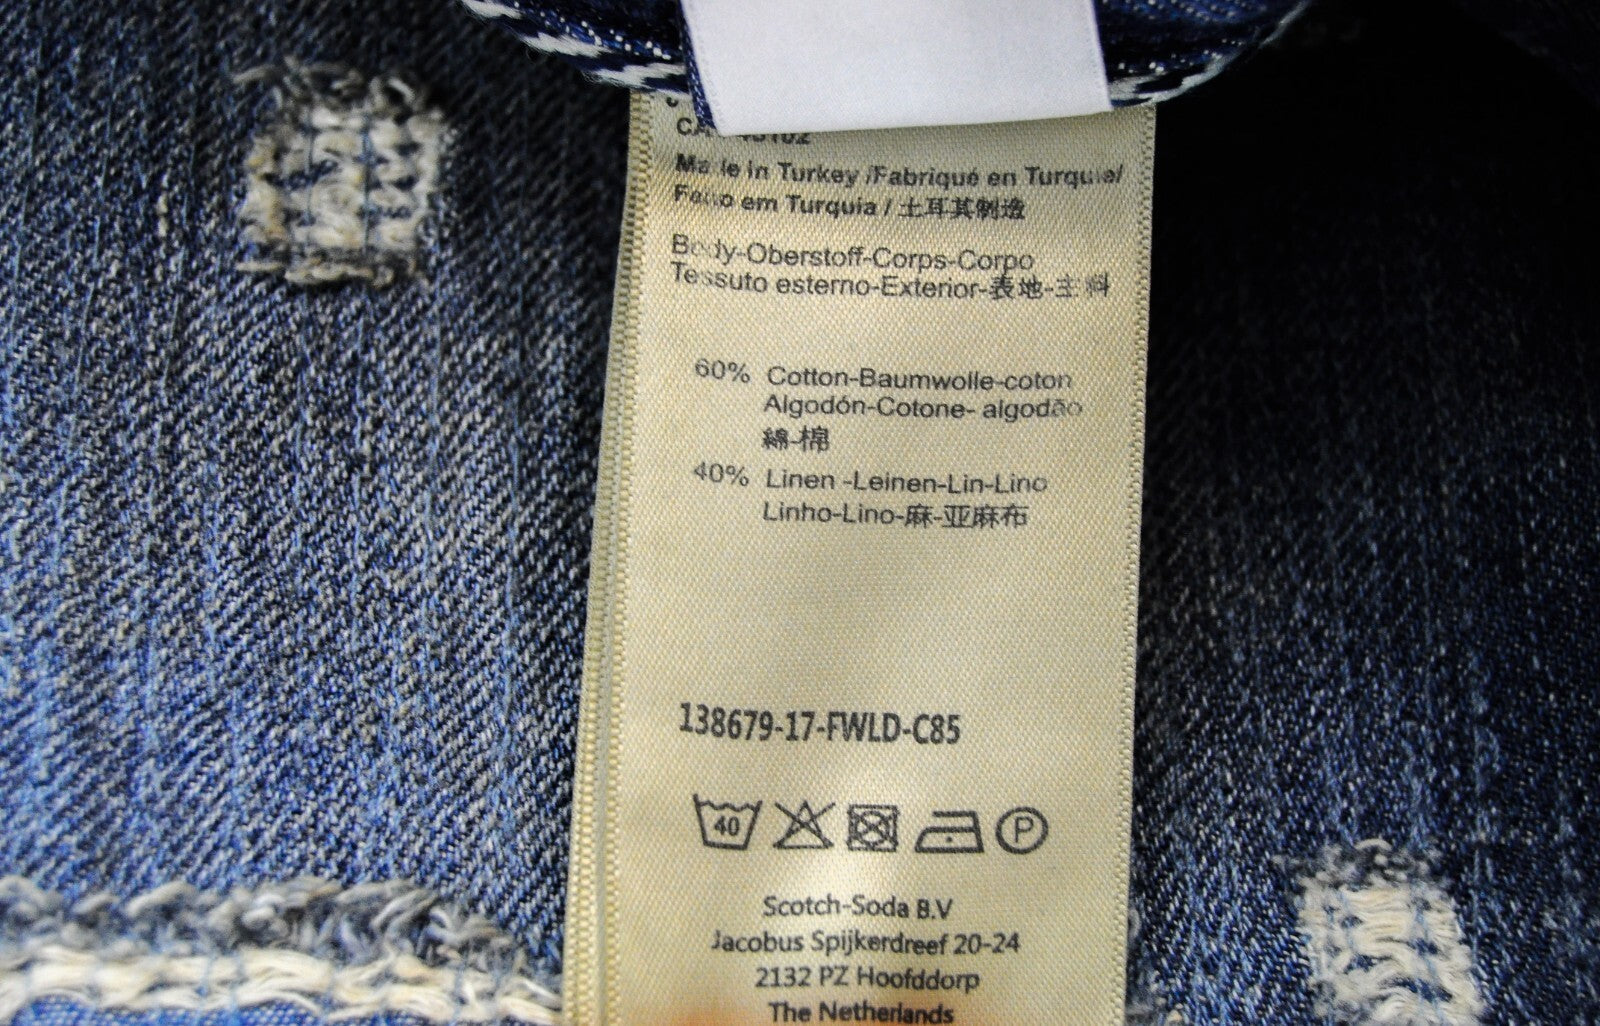 Made in Turkey /Fabriqué en Turquie/
Feito em Turquia / 土耳其制造
Body-Oberstoff-Corps-Corpo
Tessuto esterno-Exterior-表地-主料
60% Cotton-Baumwolle-coton
Algodón-Cotone- algodão
綿-棉
40% Linen -Leinen-Lin-Lino
Linho-Lino-麻-亚麻布
138679-17-FWLD-C85
40
P
Scotch-Soda B.V
Jacobus Spijkerdreef 20-24
2132 PZ Hoofddorp
The Netherlands